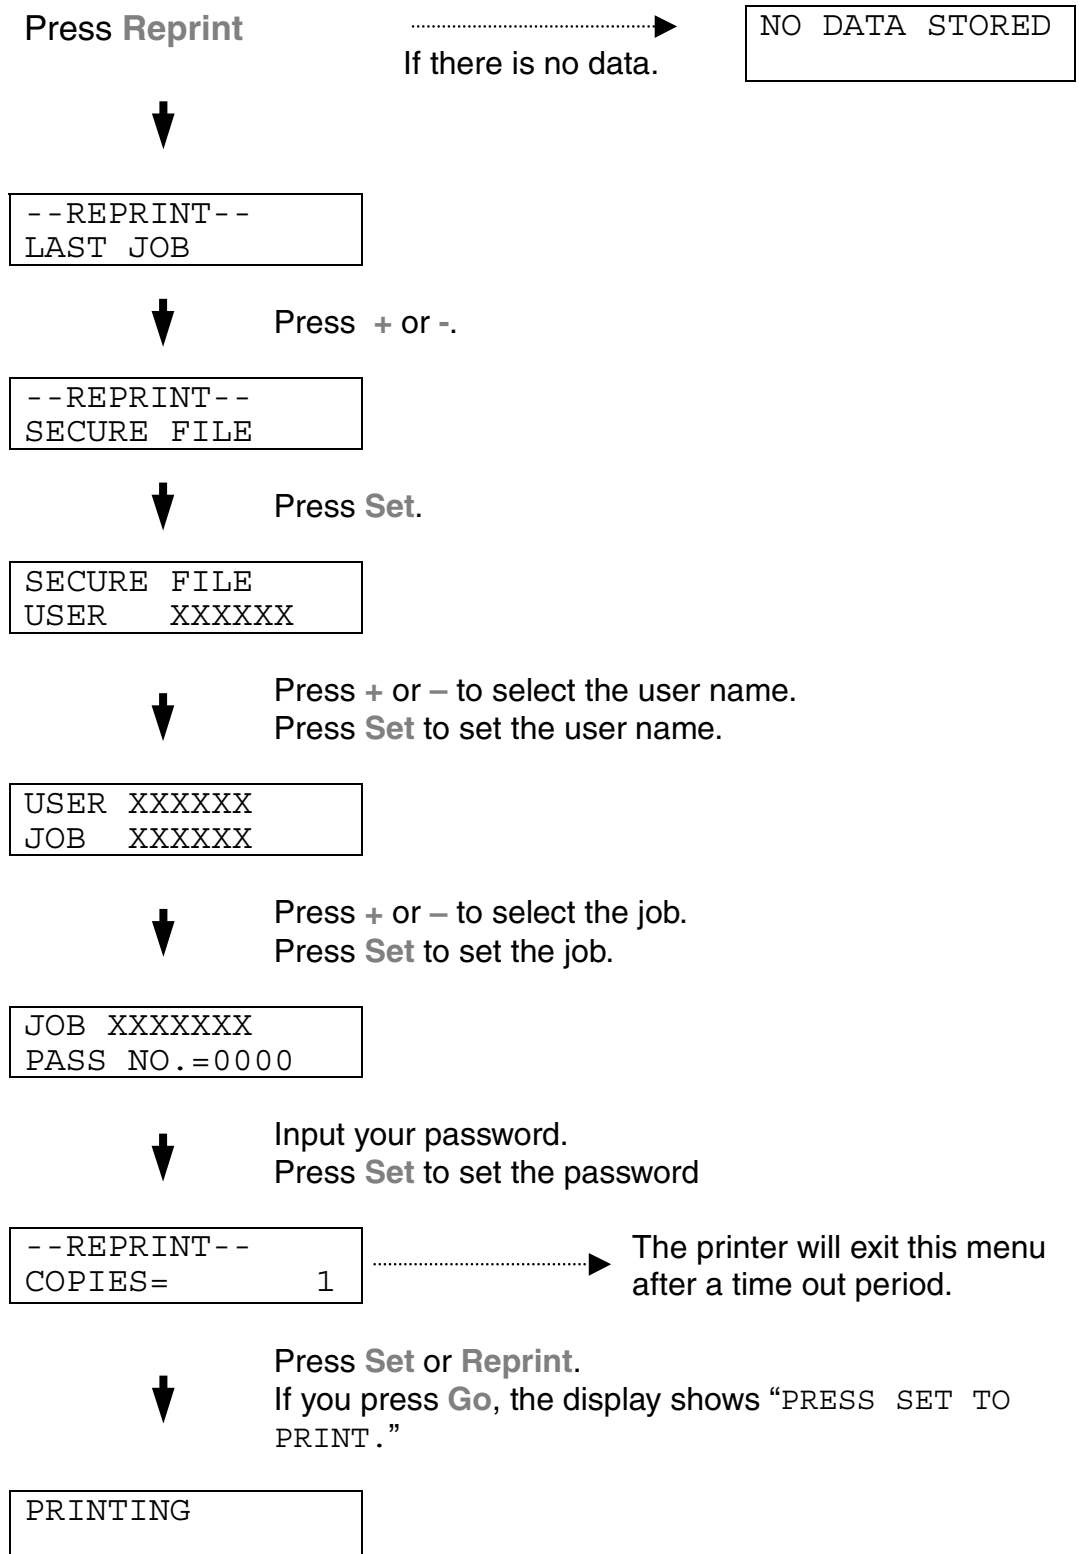 Press Reprint
If there is no data.
NO DATA STORED
--REPRINT--
LAST JOB
Press + or -.
--REPRINT--
SECURE FILE
Press Set.
SECURE FILE
USER XXXXXX
Press + or – to select the user name.
Press Set to set the user name.
USER XXXXXX
JOB XXXXXX
Press + or – to select the job.
Press Set to set the job.
JOB XXXXXXX
PASS NO.=0000
Input your password.
Press Set to set the password
--REPRINT--
COPIES= 1
The printer will exit this menu
after a time out period.
Press Set or Reprint.
If you press Go, the display shows “PRESS SET TO
PRINT.”
PRINTING